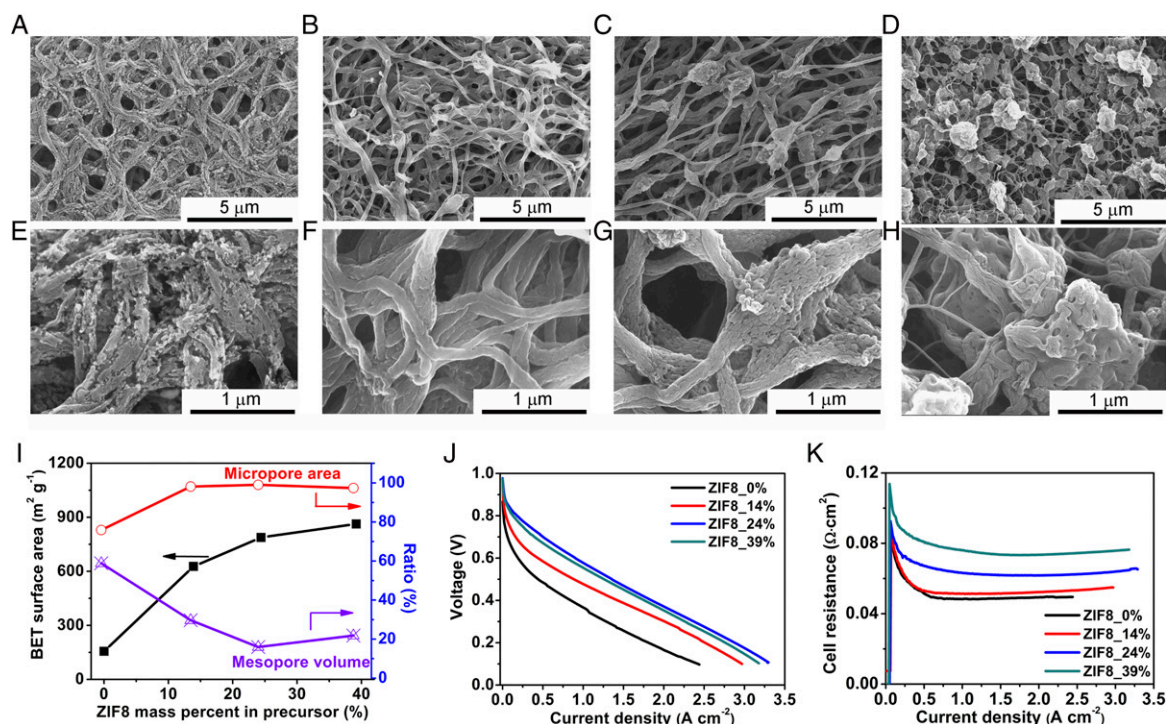 A
B
C
D
5 μm
5 μm
5 μm
5 μm
E
F
G
H
1 μm
1 μm
1 μm
1 μm
I
1200
900
600
300
0
BET surface area (m² g⁻¹)
Micropore area
Mesopore volume
100
80
60
40
20
0
Ratio (%)
0
10
20
30
40
ZIF8 mass percent in precursor (%)
J
1.0
0.8
0.6
0.4
0.2
0.0
Voltage (V)
ZIF8_0%
ZIF8_14%
ZIF8_24%
ZIF8_39%
0.0
0.5
1.0
1.5
2.0
2.5
3.0
3.5
Current density (A cm⁻²)
K
0.12
0.08
0.04
0.00
Cell resistance (Ω·cm²)
ZIF8_0%
ZIF8_14%
ZIF8_24%
ZIF8_39%
0.0
0.5
1.0
1.5
2.0
2.5
3.0
3.5
Current density (A cm⁻²)